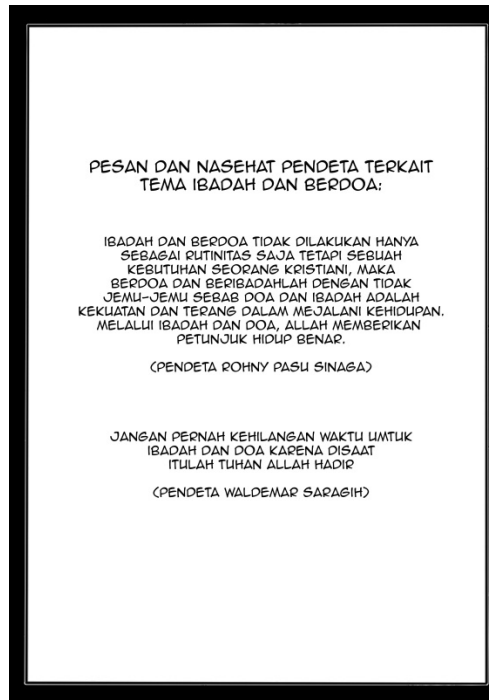 PESAN DAN NASEHAT PENDETA TERKAIT
TEMA IBADAH DAN BERDOA:
IBADAH DAN BERDOA TIDAK DILAKUKAN HANYA
SEBAGAI RUTINITAS SAJA TETAPI SEBUAH
KEBUTUHAN SEORANG KRISTIANI, MAKA
BERDOA DAN BERIBADAHLAH DENGAN TIDAK
JEMU-JEMU SEBAB DOA DAN IBADAH ADALAH
KEKUATAN DAN TERANG DALAM MEJALANI KEHIDUPAN.
MELALUI IBADAH DAN DOA, ALLAH MEMBERIKAN
PETUNJUK HIDUP BENAR.
(PENDETA ROHNY PASU SINAGA)
JANGAN PERNAH KEHILANGAN WAKTU UMTUK
IBADAH DAN DOA KARENA DISAAT
ITULAH TUHAN ALLAH HADIR
(PENDETA WALDEMAR SARAGIH)